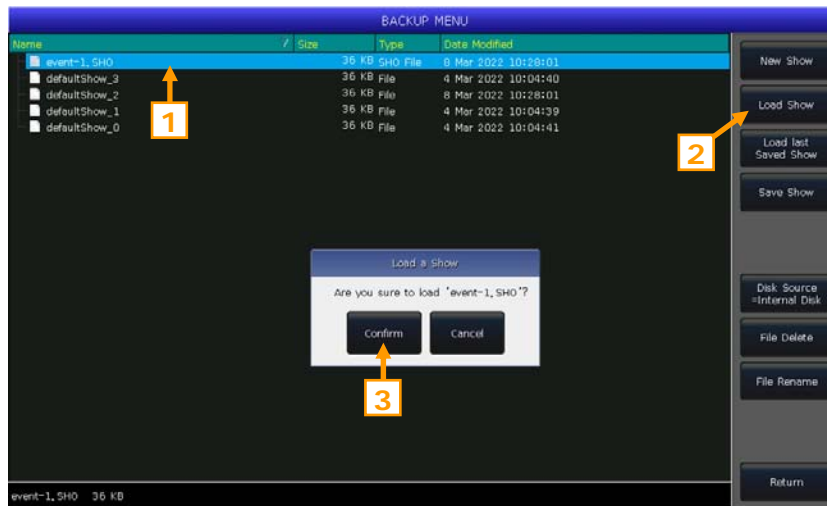 BACKUP MENU
Name / Size Type Date Modified
event-1.SHO 36 KB SHO File 8 Mar 2022 10:28:01
defaultShow_3 36 KB File 4 Mar 2022 10:04:40
defaultShow_2 36 KB File 8 Mar 2022 10:28:01
defaultShow_1 36 KB File 4 Mar 2022 10:04:39
defaultShow_0 36 KB File 4 Mar 2022 10:04:41
1
2
New Show
Load Show
Load last
Saved Show
Save Show
Load a Show
Are you sure to load 'event-1.SHO'?
Confirm Cancel
3
Disk Source
=Internal Disk
File Delete
File Rename
Return
event-1.SHO 36 KB